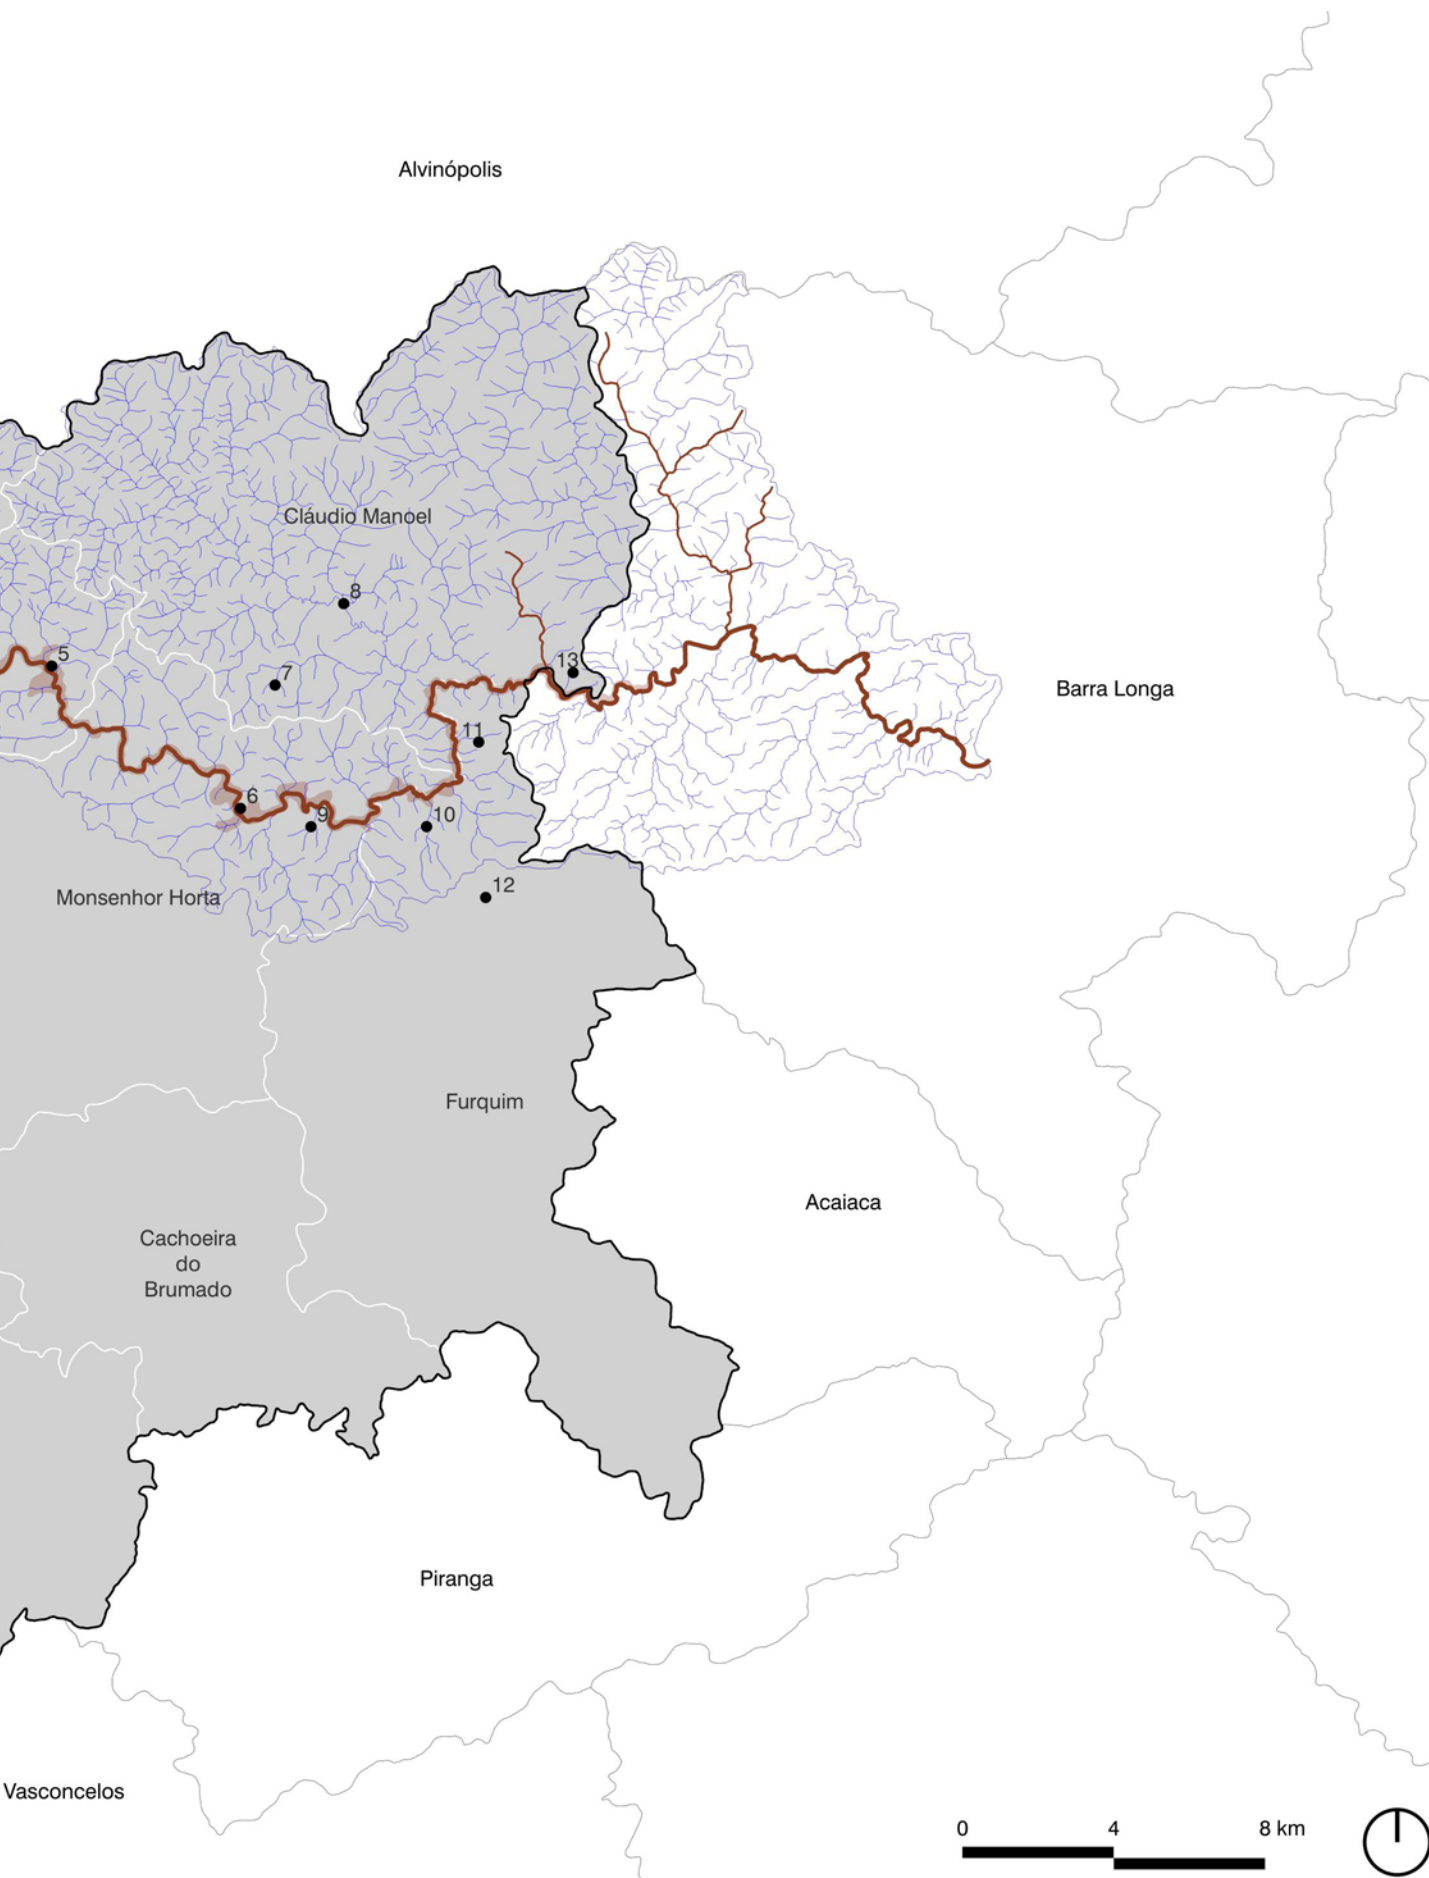 Alvinópolis
Cláudio Manoel
8
5
13
7
Barra Longa
11
6
9
10
12
Monsenhor Horta
Furquim
Acaiaca
Cachoeira
do
Brumado
Piranga
Vasconcelos
0 4 8 km